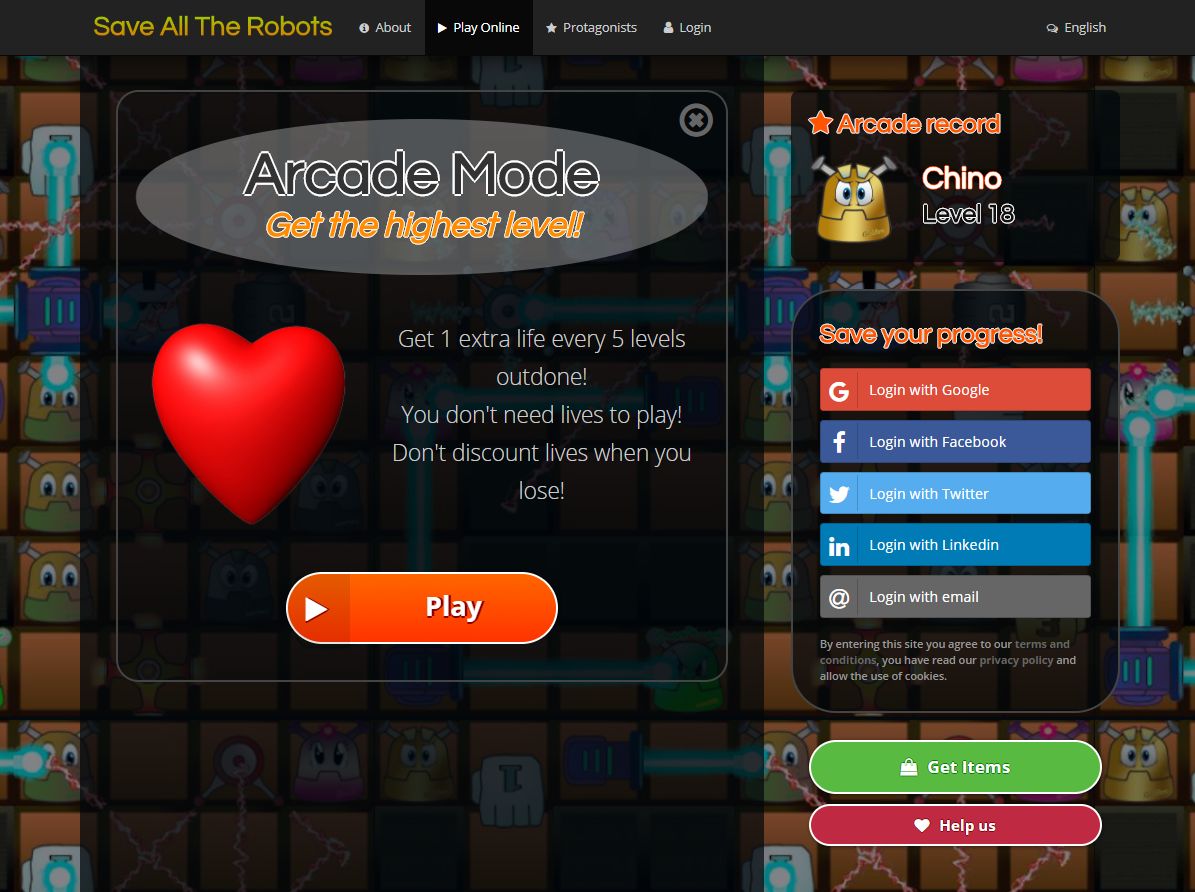 Save All The Robots
About
Play Online
Protagonists
Login
English
Arcade Mode
Get the highest level!
Get 1 extra life every 5 levels
outdone!
You don't need lives to play!
Don't discount lives when you
lose!
Play
Arcade record
Chino
Level 18
Save your progress!
G Login with Google
f Login with Facebook
Login with Twitter
in Login with Linkedin
@ Login with email
By entering this site you agree to our terms and
conditions, you have read our privacy policy and
allow the use of cookies.
Get Items
Help us